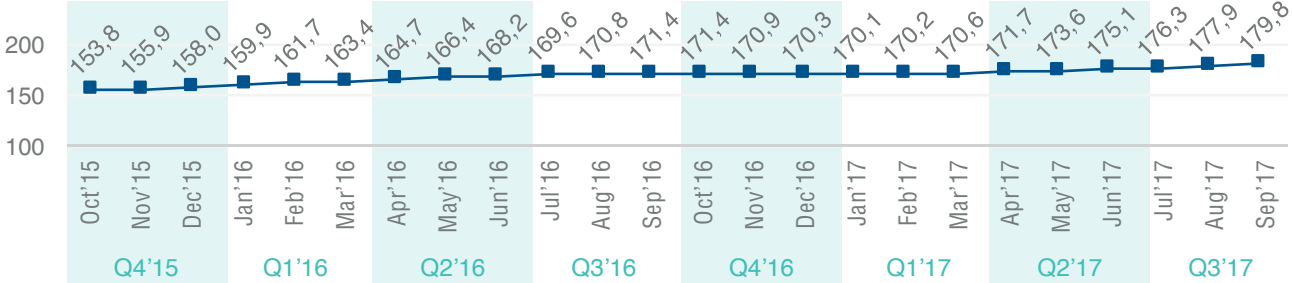 200
150
100
153,8 155,9 158,0 159,9 161,7 163,4 164,7 166,4 168,2 169,6 170,8 171,4 171,4 170,9 170,3 170,1 170,2 170,6 171,7 173,6 175,1 176,3 177,9 179,8
Oct'15 Nov'15 Dec'15 Jan'16 Feb'16 Mar'16 Apr'16 May'16 Jun'16 Jul'16 Aug'16 Sep'16 Oct'16 Nov'16 Dec'16 Jan'17 Feb'17 Mar'17 Apr'17 May'17 Jun'17 Jul'17 Aug'17 Sep'17
Q4'15 Q1'16 Q2'16 Q3'16 Q4'16 Q1'17 Q2'17 Q3'17